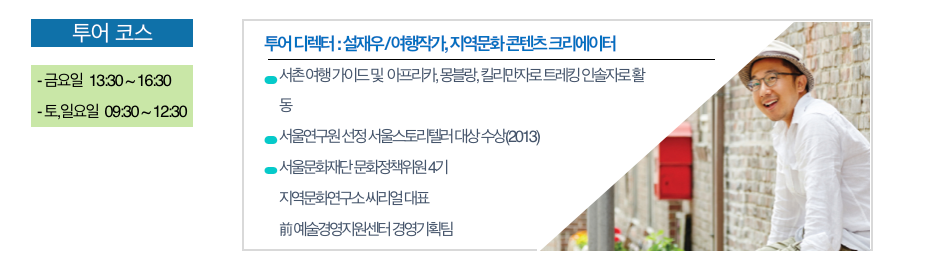 투어 코스
- 금요일 13:30 ~ 16:30
- 토,일요일 09:30 ~ 12:30
투어 디렉터 : 설재우 / 여행작가, 지역문화 콘텐츠 크리에이터
서촌 여행 가이드 및 아프리카, 몽블랑, 킬리만자로 트레킹 인솔자로 활
동
서울연구원 선정 서울스토리텔러 대상 수상(2013)
서울문화재단 문화정책위원 4기
지역문화연구소 씨리얼 대표
前 예술경영지원센터 경영기획팀